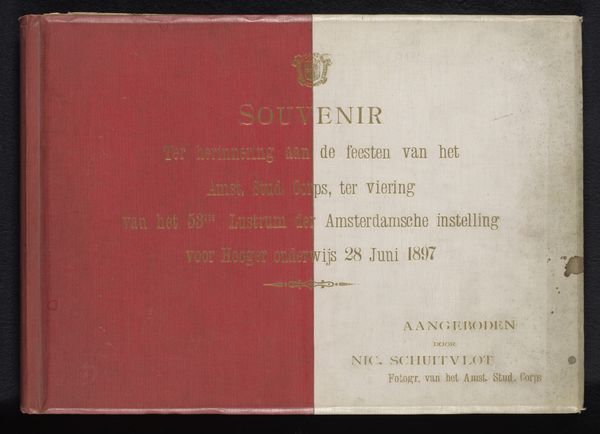 SOUVENIR
Ter herinnering aan de feesten van het
Amst. Stud. Corps, ter viering
van het 53ste Lustrum der Amsterdamsche instelling
voor Hooger onderwijs 28 Juni 1897
AANGEBODEN
DOOR
NIC. SCHUITVLOT
Fotogr. van het Amst. Stud. Corps